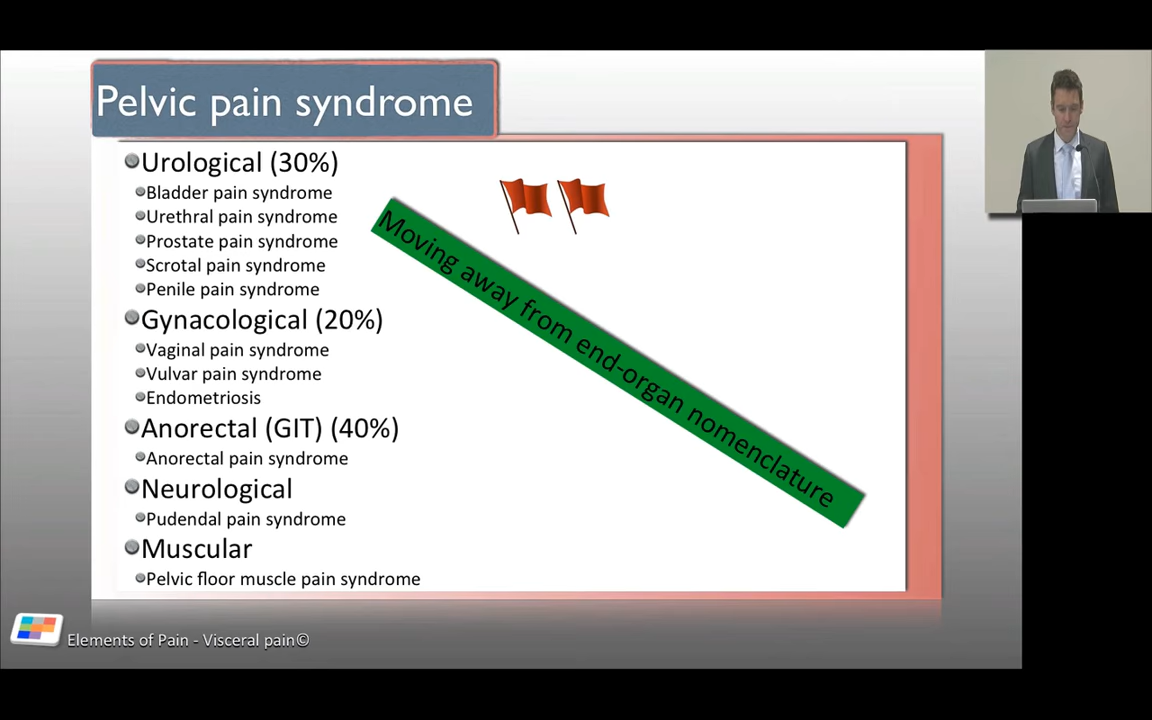 Pelvic pain syndrome
Urological (30%)
Bladder pain syndrome
Urethral pain syndrome
Prostate pain syndrome
Scrotal pain syndrome
Penile pain syndrome
Gynacological (20%)
Vaginal pain syndrome
Vulvar pain syndrome
Endometriosis
Anorectal (GIT) (40%)
Anorectal pain syndrome
Neurological
Pudendal pain syndrome
Muscular
Pelvic floor muscle pain syndrome
Moving away from end-organ nomenclature
Elements of Pain - Visceral pain©